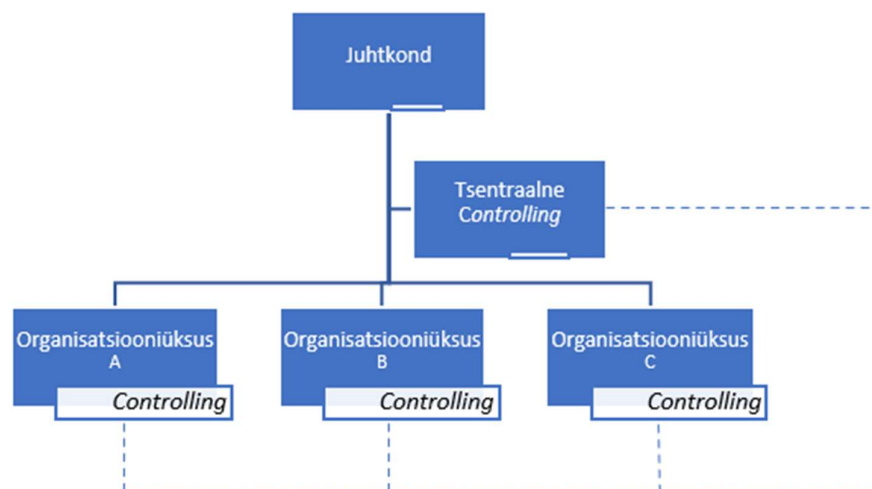 Juhtkond
Tsentraalne
Controlling
Organisatsiooniüksus
A
Controlling
Organisatsiooniüksus
B
Controlling
Organisatsiooniüksus
C
Controlling